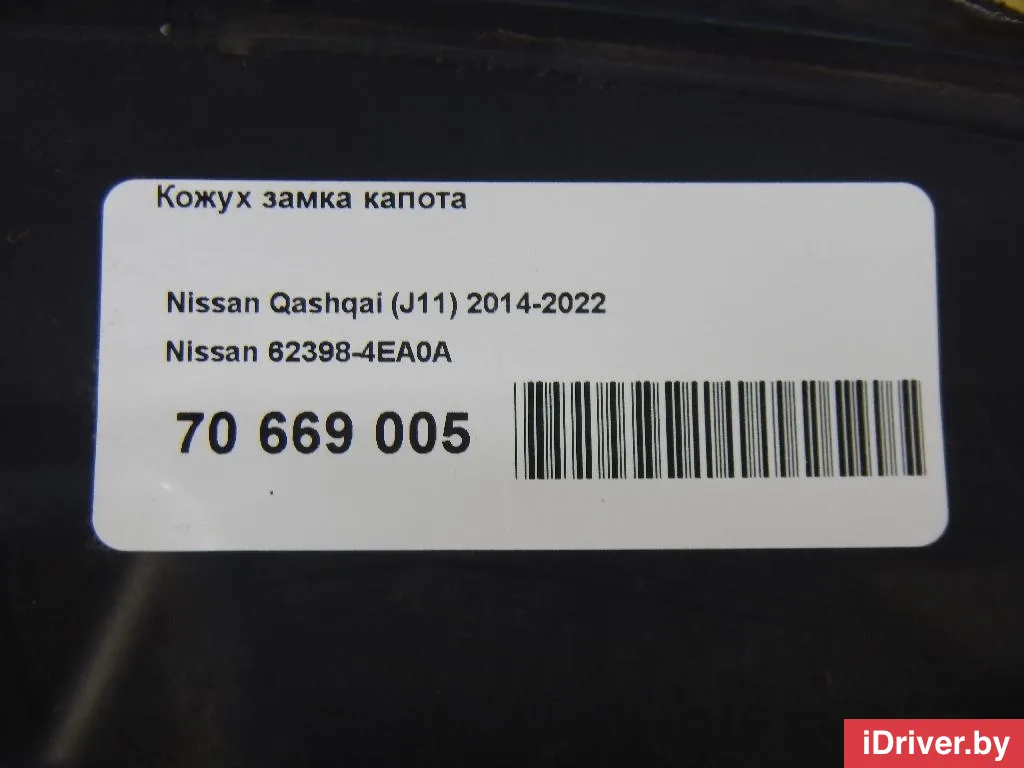 Кожух замка капота
Nissan Qashqai (J11) 2014-2022
Nissan 62398-4EA0A
70 669 005
iDriver.by